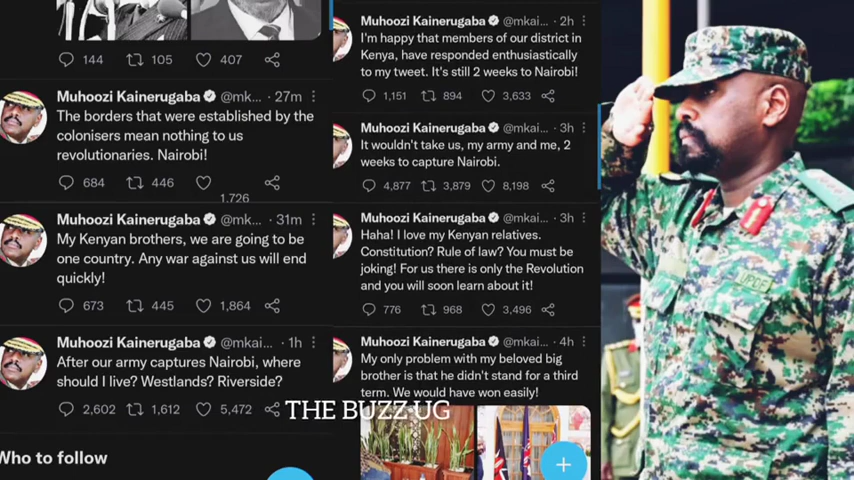 144 105 407
Muhoozi Kainerugaba @mk... · 27m
The borders that were established by the
colonisers mean nothing to us
revolutionaries. Nairobi!
684 446 1,726
Muhoozi Kainerugaba @mk... · 31m
My Kenyan brothers, we are going to be
one country. Any war against us will end
quickly!
673 445 1,864
Muhoozi Kainerugaba @mkai... · 1h
After our army captures Nairobi, where
should I live? Westlands? Riverside?
2,602 1,612 5,472
Who to follow
Muhoozi Kainerugaba @mkai... · 2h
I'm happy that members of our district in
Kenya, have responded enthusiastically
to my tweet. It's still 2 weeks to Nairobi!
1,151 894 3,633
Muhoozi Kainerugaba @mkai... · 3h
It wouldn't take us, my army and me, 2
weeks to capture Nairobi.
4,877 3,879 8,198
Muhoozi Kainerugaba @mkai... · 3h
Haha! I love my Kenyan relatives.
Constitution? Rule of law? You must be
joking! For us there is only the Revolution
and you will soon learn about it!
776 968 3,496
Muhoozi Kainerugaba @mkai... · 4h
My only problem with my beloved big
brother is that he didn't stand for a third
term. We would have won easily!
THE BUZZ UG
UPDF